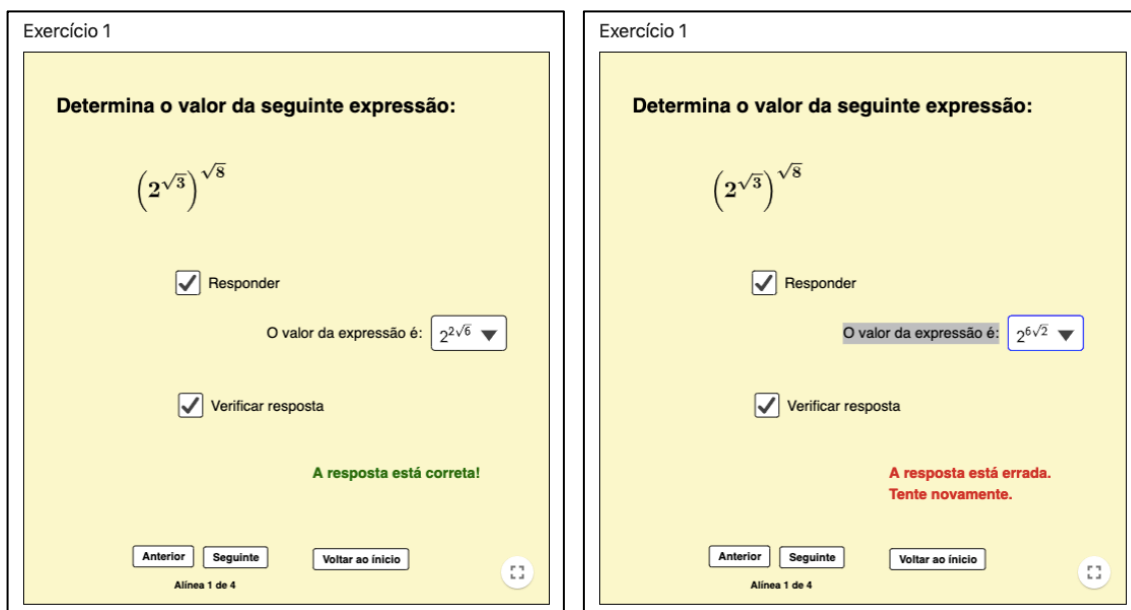 Exercício 1
Determina o valor da seguinte expressão:
(2^√3)^√8
Responder
O valor da expressão é: 2^2√6
Verificar resposta
A resposta está correta!
Anterior Seguinte Voltar ao ínicio
Alínea 1 de 4
Exercício 1
Determina o valor da seguinte expressão:
(2^√3)^√8
Responder
O valor da expressão é: 2^6√2
Verificar resposta
A resposta está errada.
Tente novamente.
Anterior Seguinte Voltar ao ínicio
Alínea 1 de 4